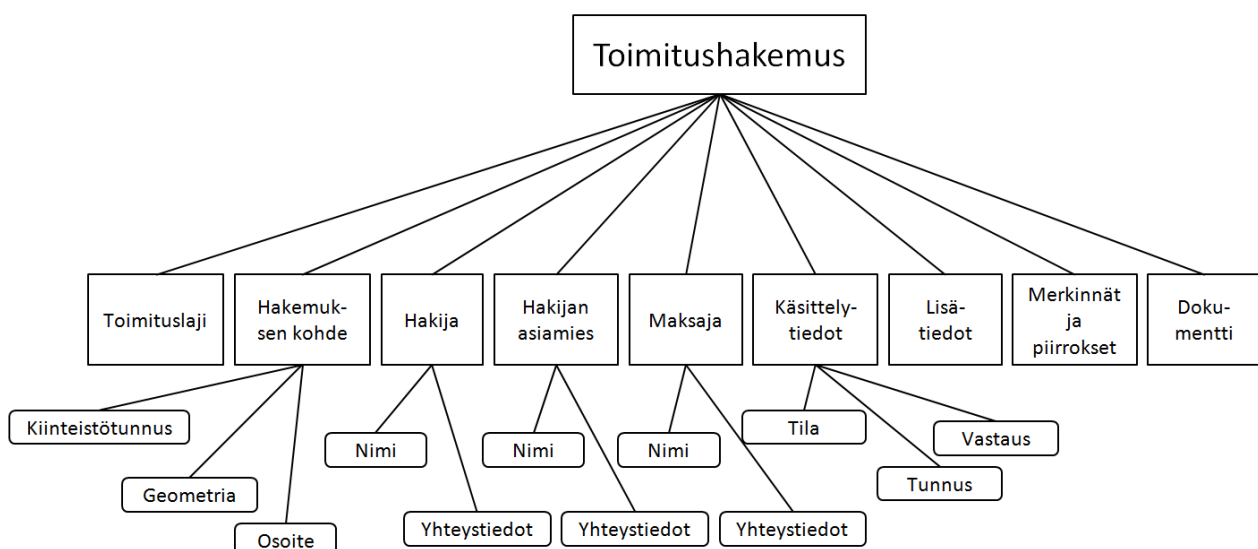 Toimitushakemus
Toimituslaji
Hakemuk-
sen kohde
Hakija
Hakijan
asiamies
Maksaja
Käsittely-
tiedot
Lisä-
tiedot
Merkinnät
ja
piirrokset
Doku-
mentti
Kiinteistötunnus
Nimi
Nimi
Nimi
Tila
Vastaus
Geometria
Tunnus
Osoite
Yhteystiedot
Yhteystiedot
Yhteystiedot